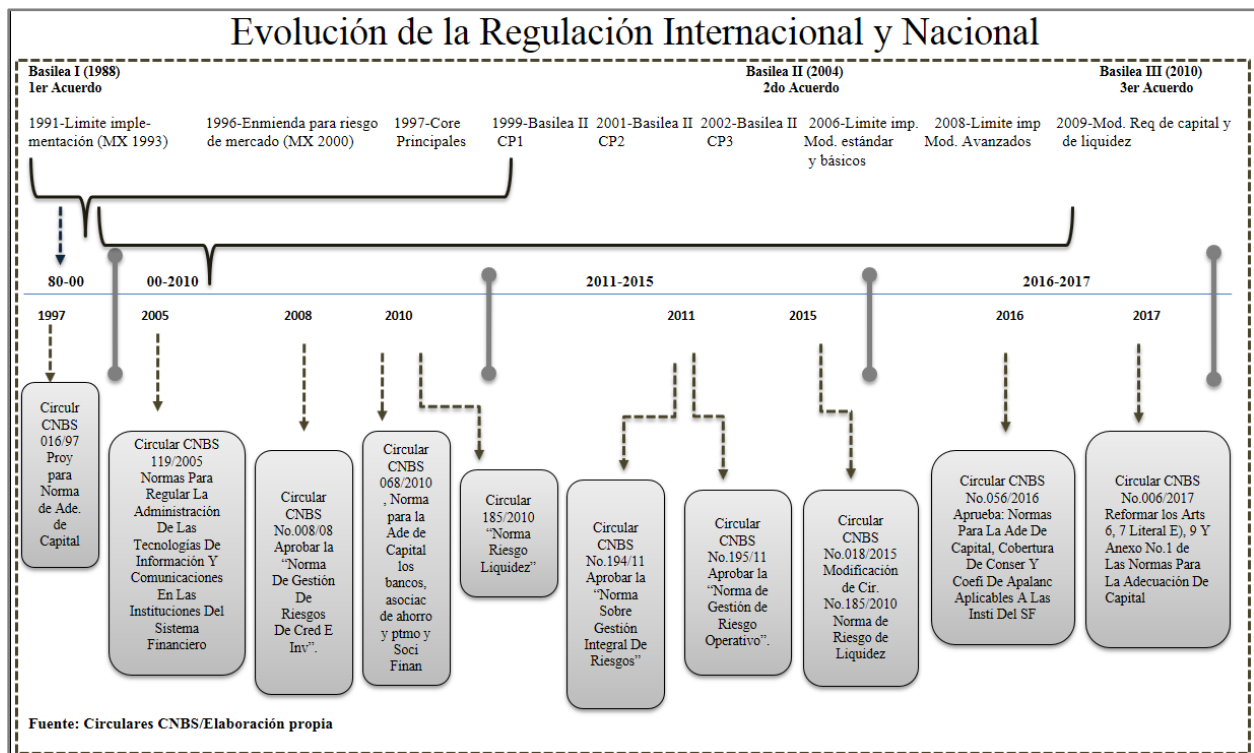 Evolución de la Regulación Internacional y Nacional
Basilea I (1988)
1er Acuerdo
Basilea II (2004)
2do Acuerdo
Basilea III (2010)
3er Acuerdo
1991-Limite imple-
mentación (MX 1993)
1996-Enmienda para riesgo
de mercado (MX 2000)
1997-Core
Principales
1999-Basilea II
CP1
2001-Basilea II
CP2
2002-Basilea II
CP3
2006-Limite imp.
Mod. estándar
y básicos
2008-Limite imp
Mod. Avanzados
2009-Mod. Req de capital y
de liquidez
80-00
00-2010
2011-2015
2016-2017
1997
2005
2008
2010
2011
2015
2016
2017
Circulr
CNBS
016/97
Proy para
Norma
de Ade. de
Capital
Circular CNBS
119/2005
Normas Para
Regular La
Administración
De Las
Tecnologías De
Información Y
Comunicaciones
En Las
Instituciones Del
Sistema
Financiero
Circular
CNBS
No.008/08
Aprobar la
“Norma
De Gestión
De
Riesgos
De Cred E
Inv”.
Circular
CNBS
068/2010
, Norma
para la
Ade de
Capital
los
bancos,
asociac
de ahorro
y ptmo y
Soci
Finan
Circular
185/2010
“Norma
Riesgo
Liquidez”
Circular
CNBS
No.194/11
Aprobar la
“Norma
Sobre
Gestión
Integral De
Riesgos”
Circular
CNBS
No.195/11
Aprobar la
“Norma de
Gestión de
Riesgo
Operativo”.
Circular
CNBS
No.018/2015
Modificación
de Cir.
No.185/2010
Norma de
Riesgo de
Liquidez
Circular CNBS
No.056/2016
Aprueba: Normas
Para La Ade De
Capital, Cobertura
De Conser Y
Coefi De Apalanc
Aplicables A Las
Insti Del SF
Circular CNBS
No.006/2017
Reformar los Arts
6, 7 Literal E), 9 Y
Anexo No.1 de
Las Normas Para
La Adecuación De
Capital
Fuente: Circulares CNBS/Elaboración propia